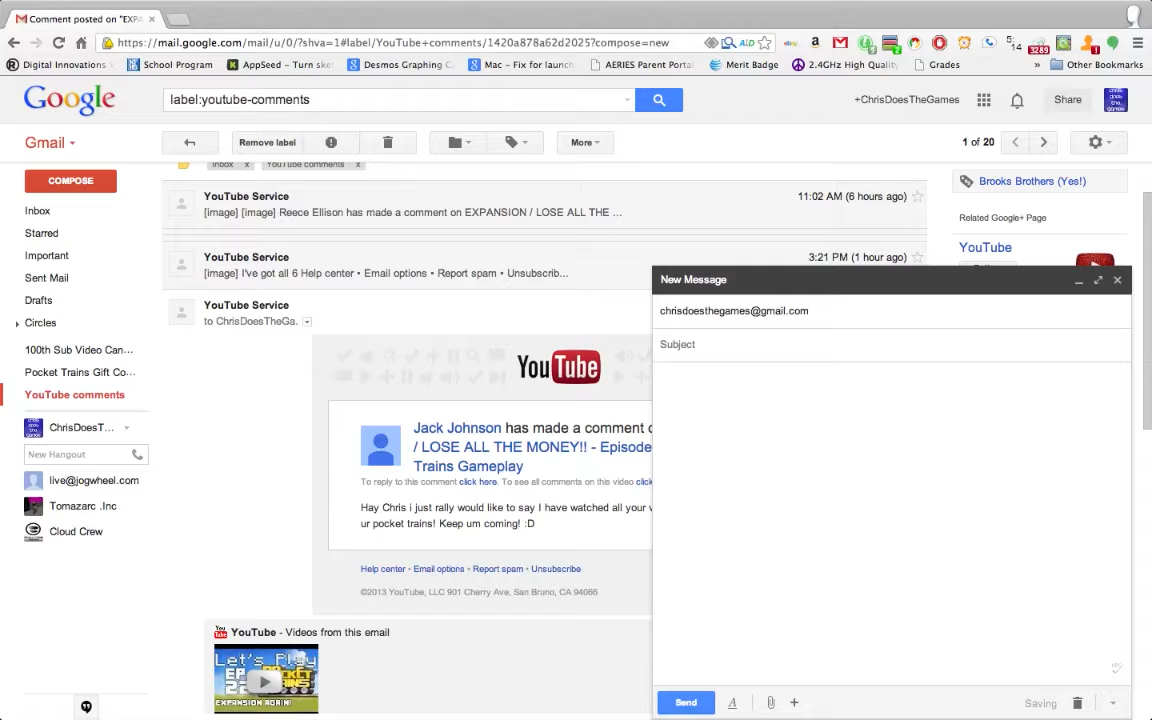 Comment posted on "EXPA
https://mail.google.com/mail/u/0/?shva=1#label/YouTube+comments/1420a878a62d2025?compose=new
Digital Innovations
School Program
AppSeed – Turn sket
Desmos Graphing C
Mac – Fix for launch
AERIES Parent Portal
Merit Badge
2.4GHz High Quality
Grades
»
Other Bookmarks
Google
label:youtube-comments
+ChrisDoesTheGames
Share
Gmail
Remove label
More
1 of 20
COMPOSE
Inbox
Starred
Important
Sent Mail
Drafts
Circles
100th Sub Video Can...
Pocket Trains Gift Co...
YouTube comments
ChrisDoesT...
New Hangout
live@jogwheel.com
Tomazarc .Inc
Cloud Crew
Inbox x
YouTube comments x
YouTube Service
11:02 AM (6 hours ago)
[image] [image] Reece Ellison has made a comment on EXPANSION / LOSE ALL THE ...
YouTube Service
3:21 PM (1 hour ago)
[image] I've got all 6 Help center • Email options • Report spam • Unsubscrib...
YouTube Service
to ChrisDoesTheGa.
YouTube
Jack Johnson has made a comment o
/ LOSE ALL THE MONEY!! - Episode
Trains Gameplay
To reply to this comment click here. To see all comments on this video click
Hay Chris i just rally would like to say I have watched all your v
ur pocket trains! Keep um coming! :D
Help center • Email options • Report spam • Unsubscribe
©2013 YouTube, LLC 901 Cherry Ave, San Bruno, CA 94066
YouTube - Videos from this email
Let's Play
EP
22
POCKET
TRAINS
EXPANSION AGAIN!
Brooks Brothers (Yes!)
Related Google+ Page
YouTube
New Message
chrisdoesthegames@gmail.com
Subject
Send
Saving